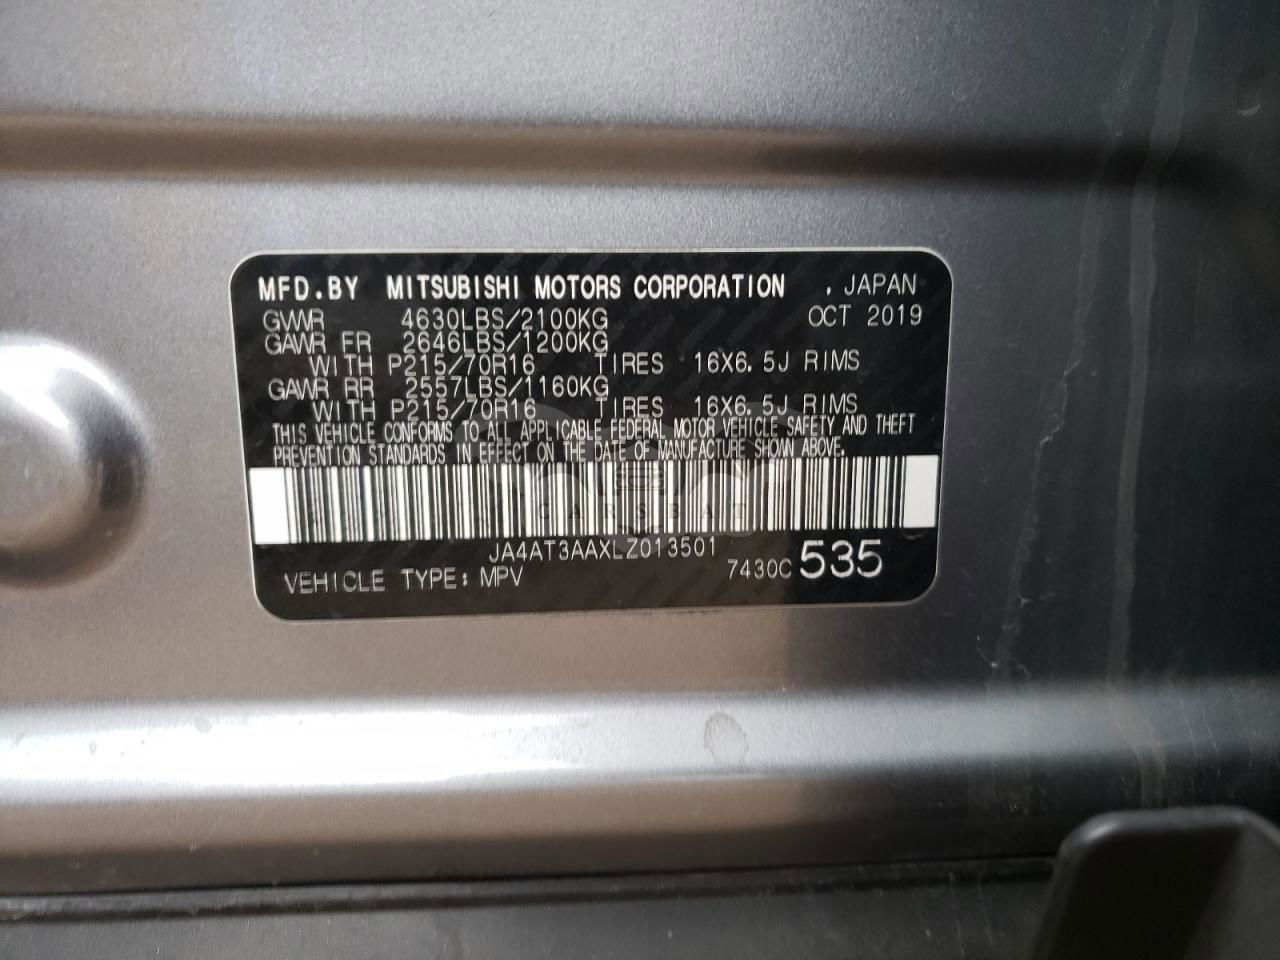 MFD.BY MITSUBISHI MOTORS CORPORATION , JAPAN
GVWR 4630LBS/2100KG OCT 2019
GAWR FR 2646LBS/1200KG
WITH P215/70R16 TIRES 16X6.5J RIMS
GAWR RR 2557LBS/1160KG
WITH P215/70R16 TIRES 16X6.5J RIMS
THIS VEHICLE CONFORMS TO ALL APPLICABLE FEDERAL MOTOR VEHICLE SAFETY AND THEFT
PREVENTION STANDARDS IN EFFECT ON THE DATE OF MANUFACTURE SHOWN ABOVE.
JA4AT3AAXLZ013501
VEHICLE TYPE: MPV 7430C 535